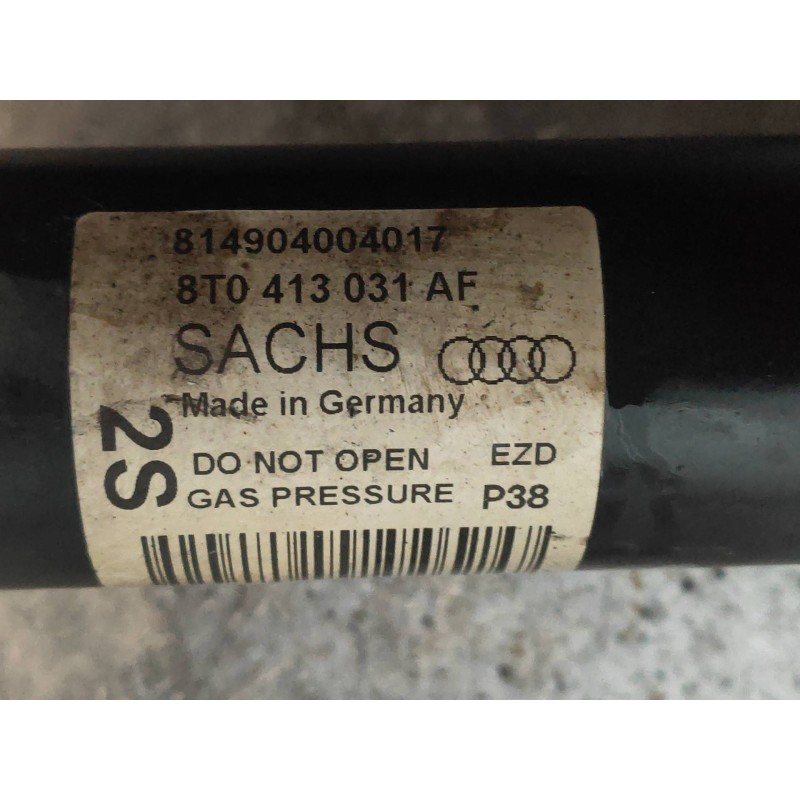 814904004017
8T0 413 031 AF
SACHS
Made in Germany
2S
DO NOT OPEN EZD
GAS PRESSURE P38